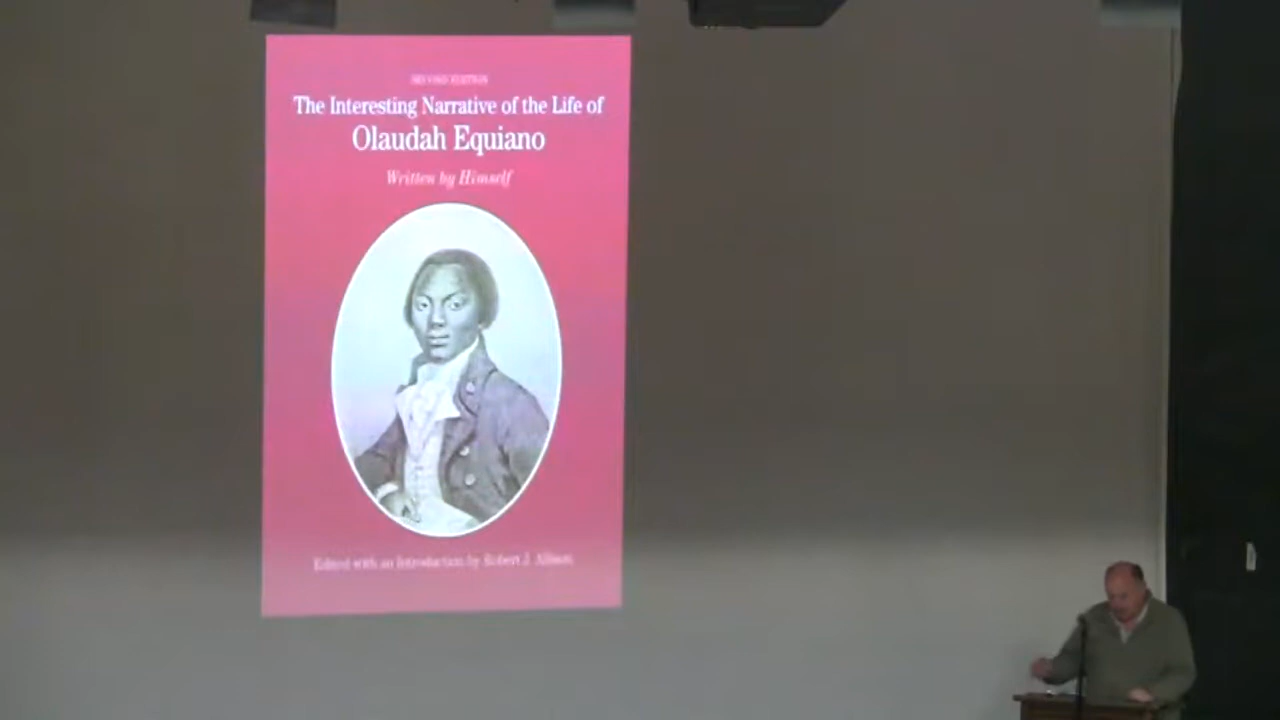 SECOND EDITION
The Interesting Narrative of the Life of
Olaudah Equiano
Written by Himself
Edited with an Introduction by Robert J. Allison